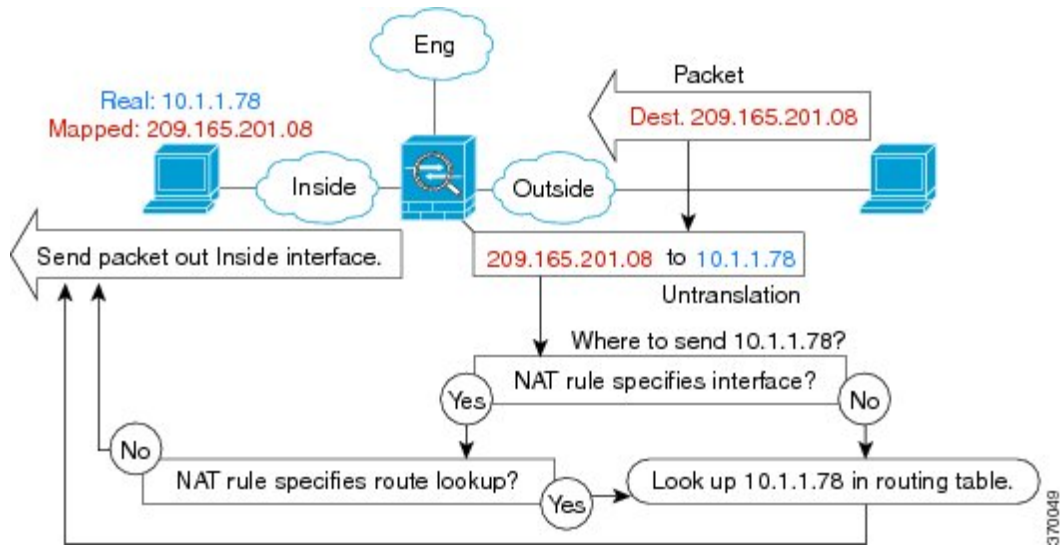 Eng
Packet
Real: 10.1.1.78
Mapped: 209.165.201.08
Dest. 209.165.201.08
Inside
Outside
Send packet out Inside interface.
209.165.201.08 to 10.1.1.78
Untranslation
Where to send 10.1.1.78?
NAT rule specifies interface?
Yes
No
No
NAT rule specifies route lookup?
Yes
Look up 10.1.1.78 in routing table.
370049